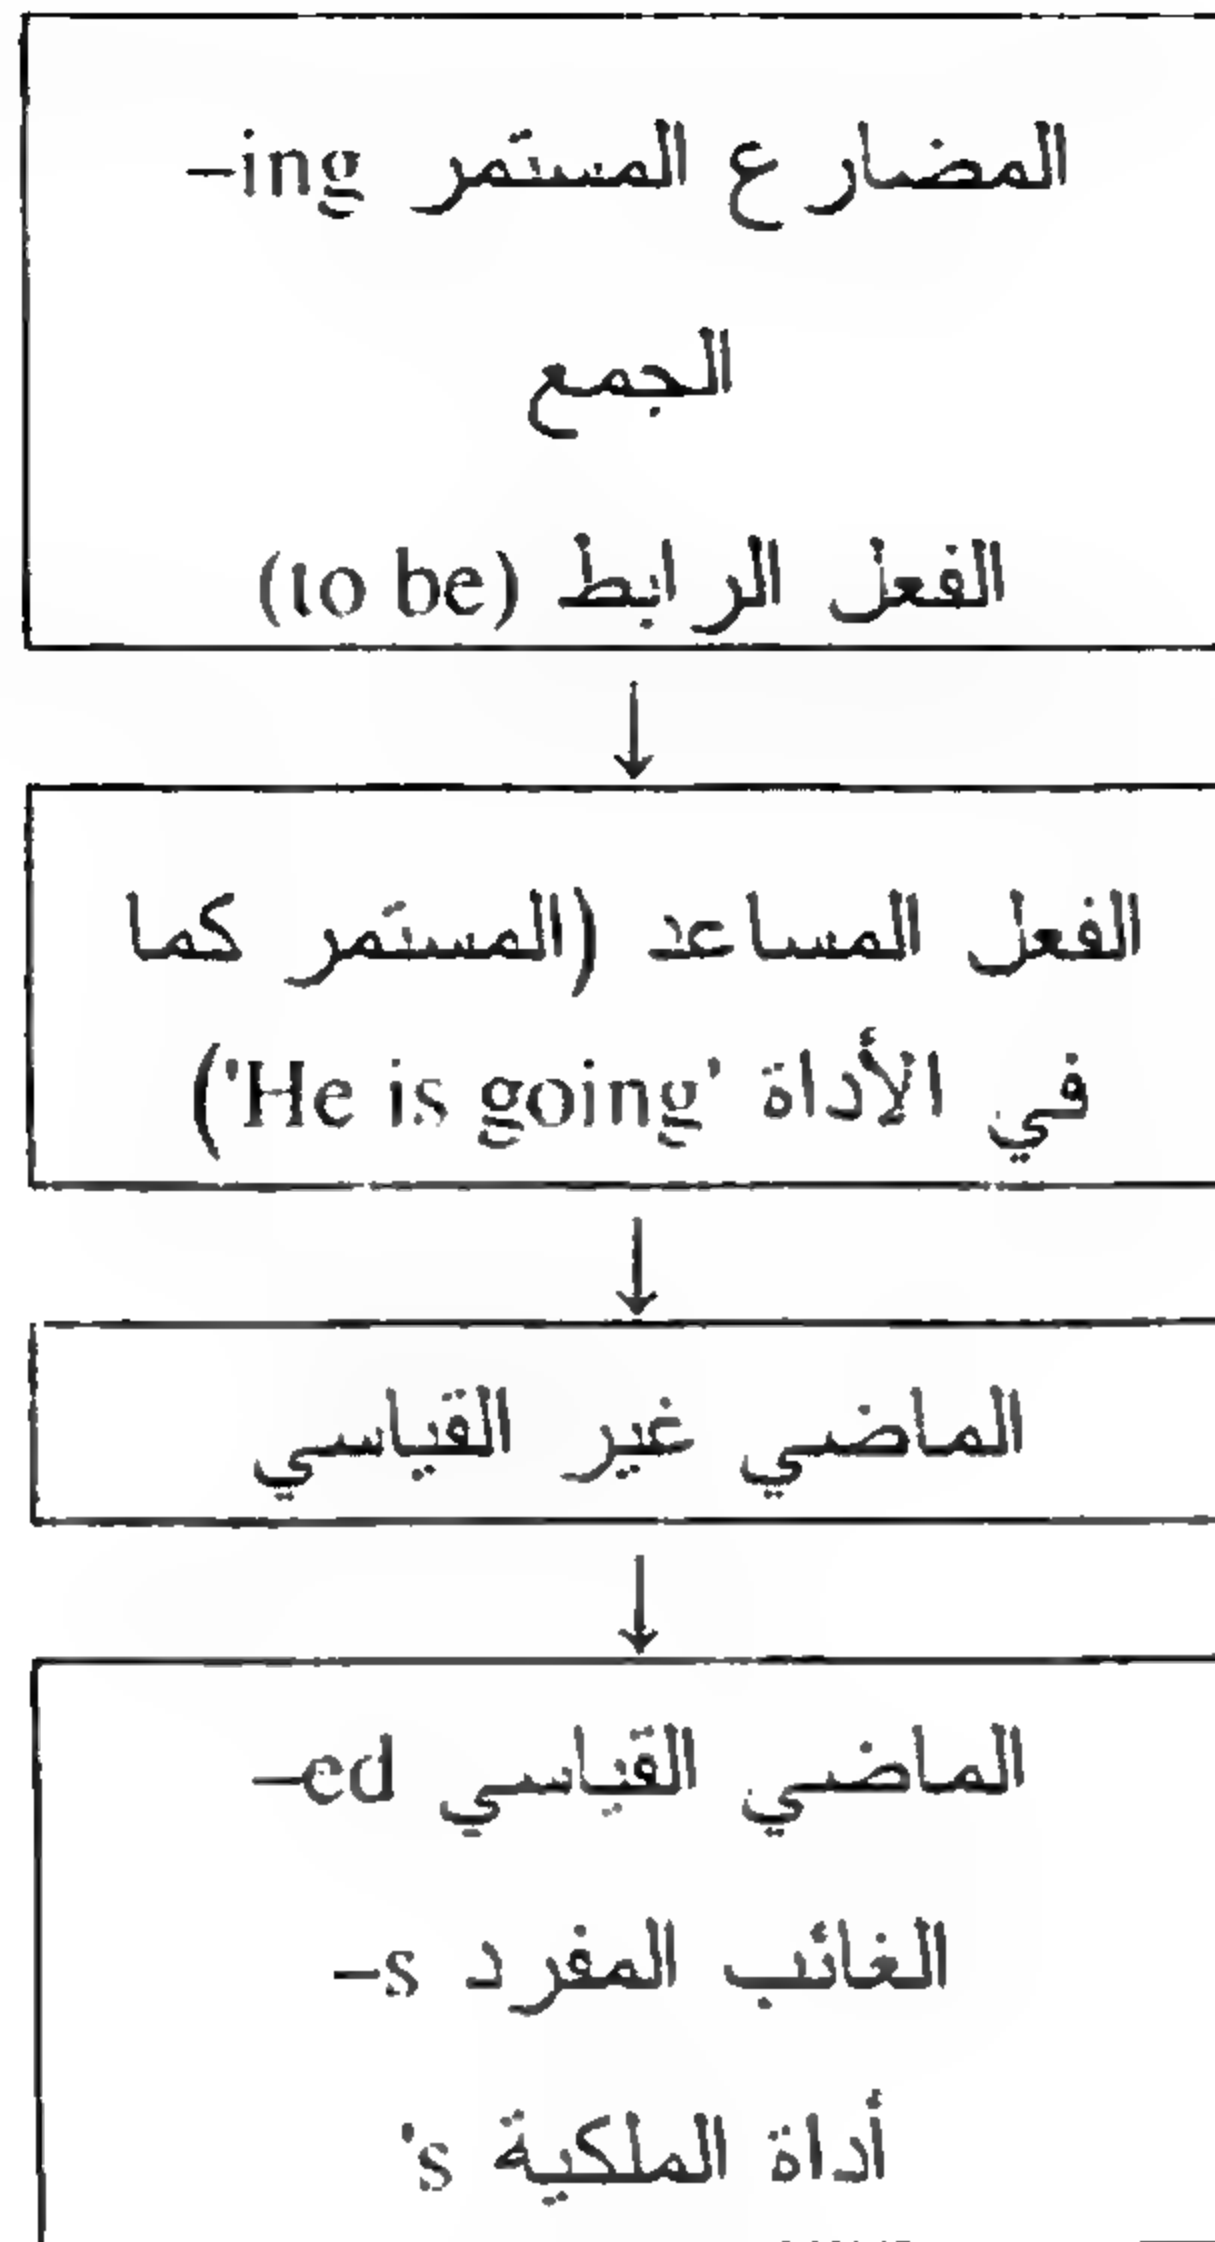 المضارع المستمر ing–
الجمع
الفعل الرابط (to be)
↓
الفعل المساعد (المستمر كما
في الأداة 'He is going')
↓
الماضي غير القياسي
↓
الماضي القياسي ed–
الغائب المفرد s–
أداة الملكية s'